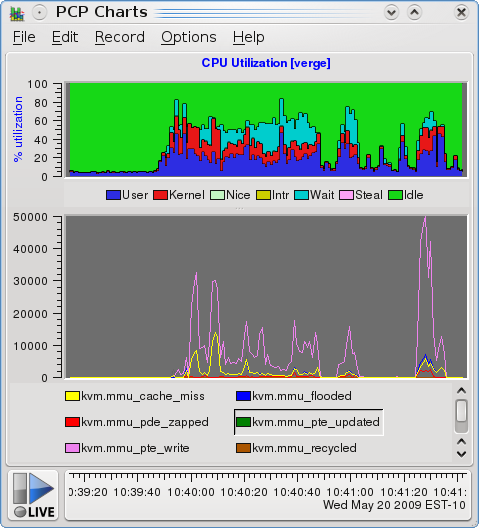 PCP Charts
File Edit Record Options Help
CPU Utilization [verge]
% utilization
100
80
60
40
20
0
User Kernel Nice Intr Wait Steal Idle
50000
40000
30000
20000
10000
0
kvm.mmu_cache_miss kvm.mmu_flooded
kvm.mmu_pde_zapped kvm.mmu_pte_updated
kvm.mmu_pte_write kvm.mmu_recycled
LIVE
0:39:20 10:39:40 10:40:00 10:40:20 10:40:40 10:41:00 10:41:20 10:41:
Wed May 20 2009 EST-10